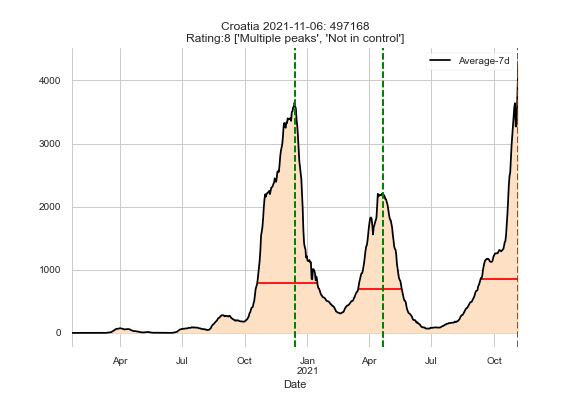 Croatia 2021-11-06: 497168
Rating:8 ['Multiple peaks', 'Not in control']
Average-7d
4000
3000
2000
1000
0
Apr Jul Oct Jan Apr Jul Oct
2021
Date